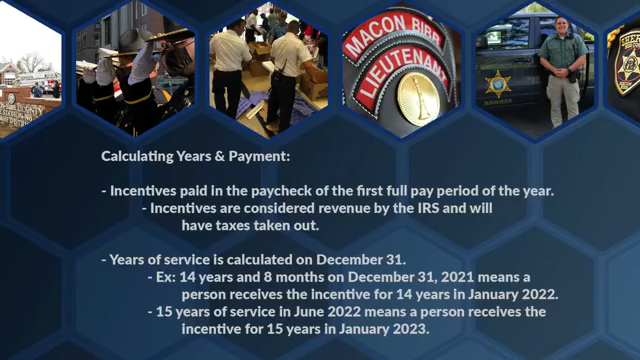 MACON BIBB
LIEUTENANT
Calculating Years & Payment:
- Incentives paid in the paycheck of the first full pay period of the year.
- Incentives are considered revenue by the IRS and will
have taxes taken out.
- Years of service is calculated on December 31.
- Ex: 14 years and 8 months on December 31, 2021 means a
person receives the incentive for 14 years in January 2022.
- 15 years of service in June 2022 means a person receives the
incentive for 15 years in January 2023.